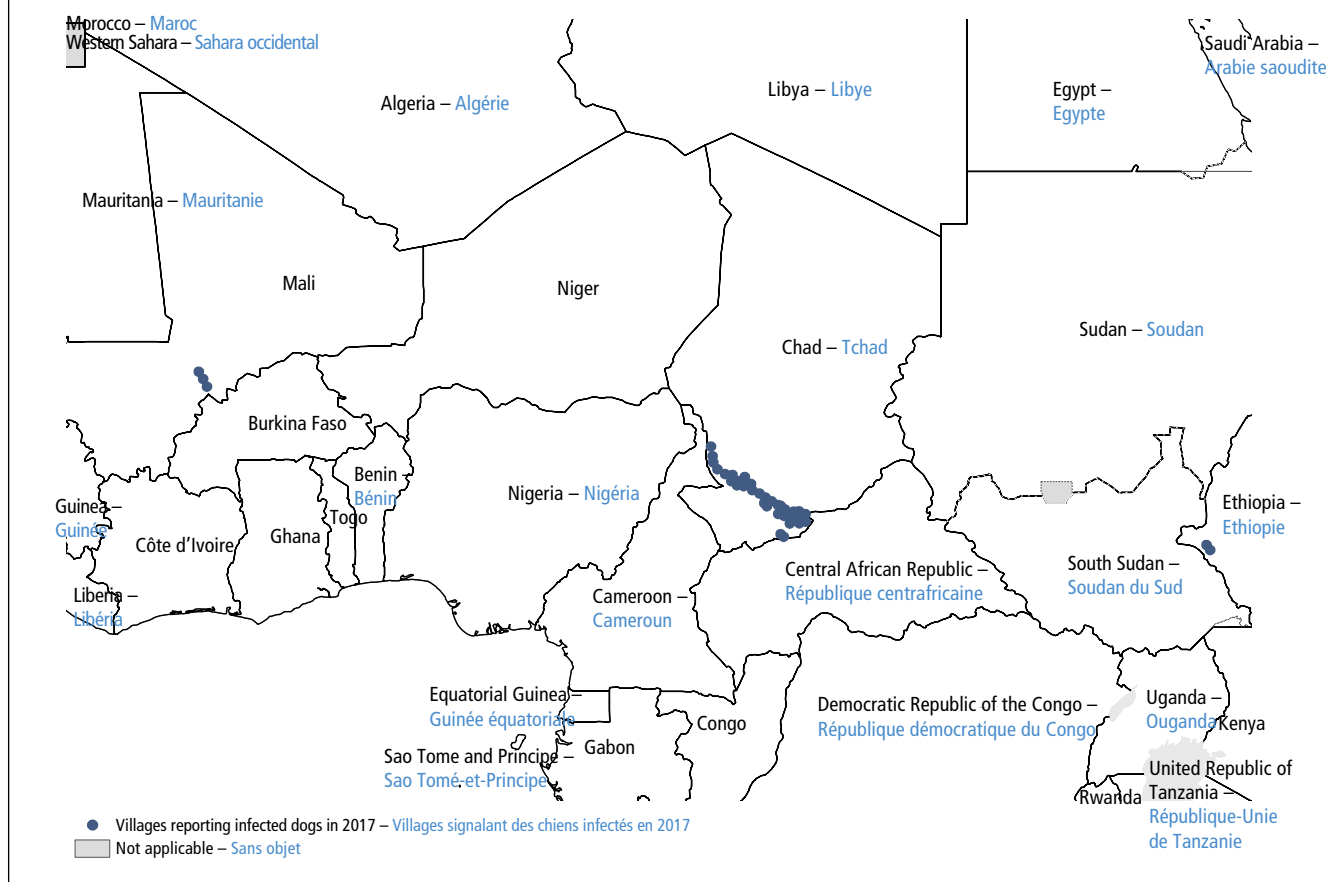 Morocco – Maroc
Western Sahara – Sahara occidental
Saudi Arabia –
Arabie saoudite
Algeria – Algérie
Libya – Libye
Egypt –
Egypte
Mauritania – Mauritanie
Mali
Niger
Chad – Tchad
Sudan – Soudan
Burkina Faso
Benin –
Bénin
Nigeria – Nigéria
Guinea –
Guinée
Togo
Ghana
Côte d’Ivoire
Ethiopia –
Ethiopie
Central African Republic –
République centrafricaine
South Sudan –
Soudan du Sud
Liberia –
Libéria
Cameroon –
Cameroun
Equatorial Guinea –
Guinée équatoriale
Congo
Democratic Republic of the Congo –
République démocratique du Congo
Uganda –
Ouganda
Kenya
Gabon
Sao Tome and Principe –
Sao Tomé-et-Principe
Rwanda
United Republic of
Tanzania –
République-Unie
de Tanzanie
Villages reporting infected dogs in 2017 – Villages signalant des chiens infectés en 2017
Not applicable – Sans objet